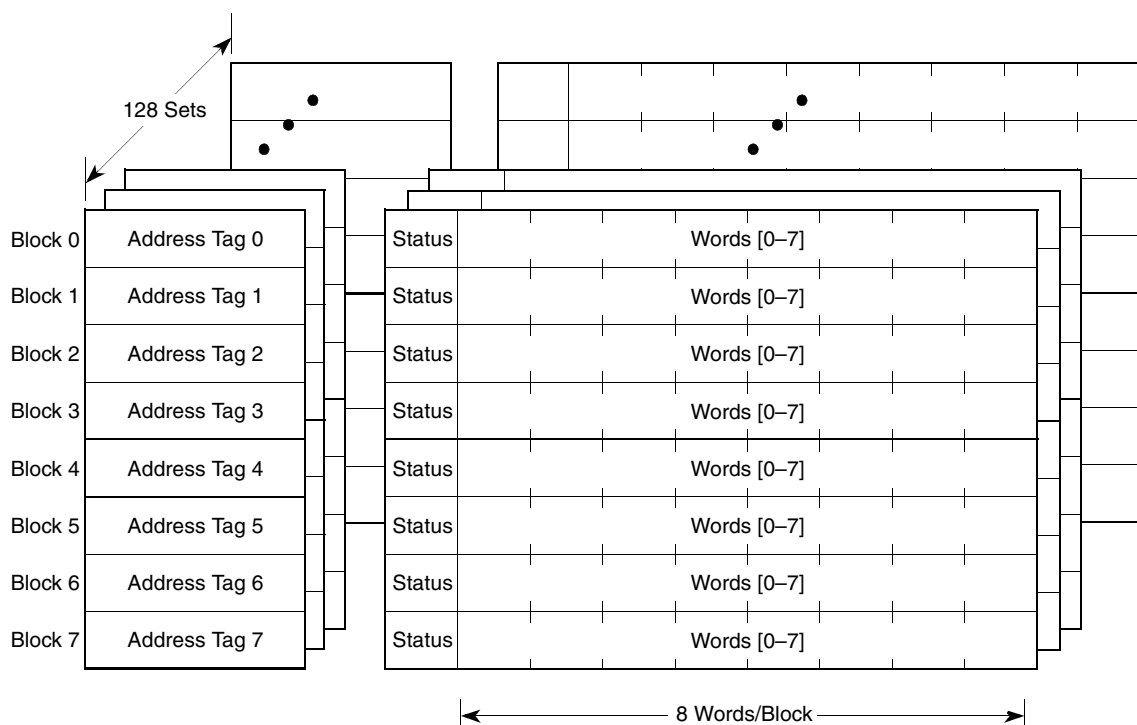 128 Sets
Block 0 Address Tag 0 Status Words [0–7]
Block 1 Address Tag 1 Status Words [0–7]
Block 2 Address Tag 2 Status Words [0–7]
Block 3 Address Tag 3 Status Words [0–7]
Block 4 Address Tag 4 Status Words [0–7]
Block 5 Address Tag 5 Status Words [0–7]
Block 6 Address Tag 6 Status Words [0–7]
Block 7 Address Tag 7 Status Words [0–7]
8 Words/Block